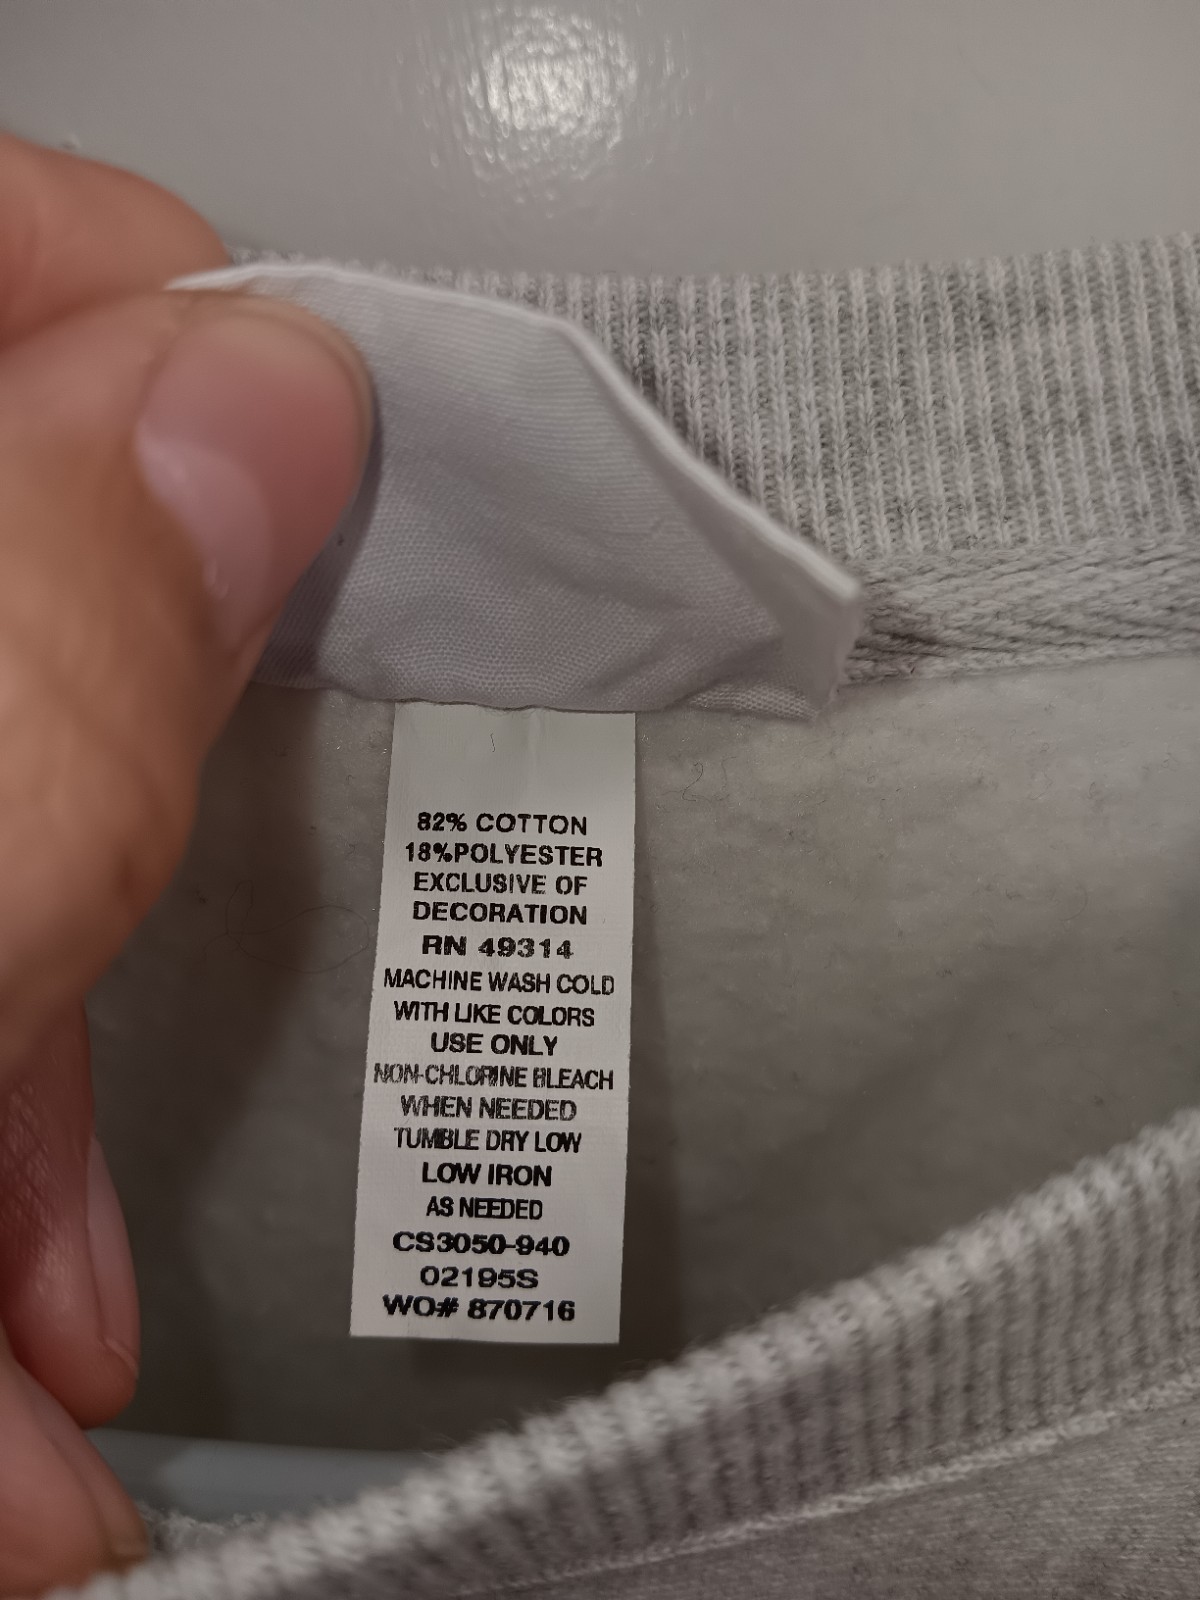 82% COTTON
18%POLYESTER
EXCLUSIVE OF
DECORATION
RN 49314
MACHINE WASH COLD
WITH LIKE COLORS
USE ONLY
NON-CHLORINE BLEACH
WHEN NEEDED
TUMBLE DRY LOW
LOW IRON
AS NEEDED
CS3050-940
02195S
WO# 870716